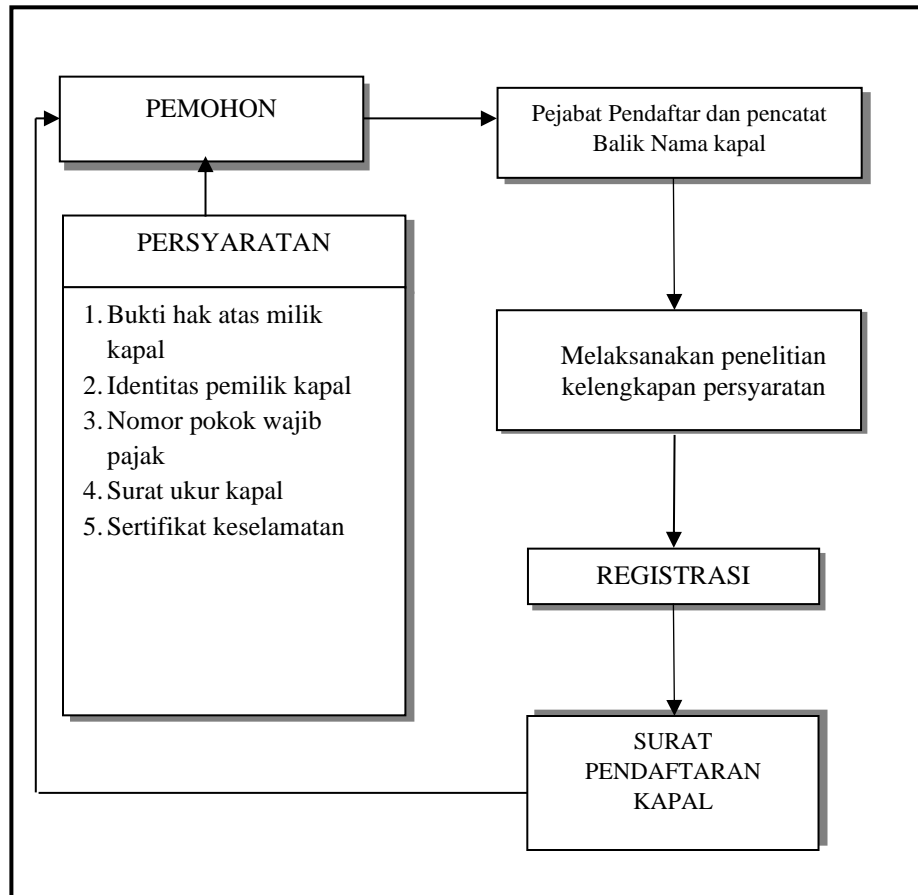 PEMOHON
Pejabat Pendaftar dan pencatat
Balik Nama kapal
PERSYARATAN
1. Bukti hak atas milik
kapal
2. Identitas pemilik kapal
3. Nomor pokok wajib
pajak
4. Surat ukur kapal
5. Sertifikat keselamatan
Melaksanakan penelitian
kelengkapan persyaratan
REGISTRASI
SURAT
PENDAFTARAN
KAPAL